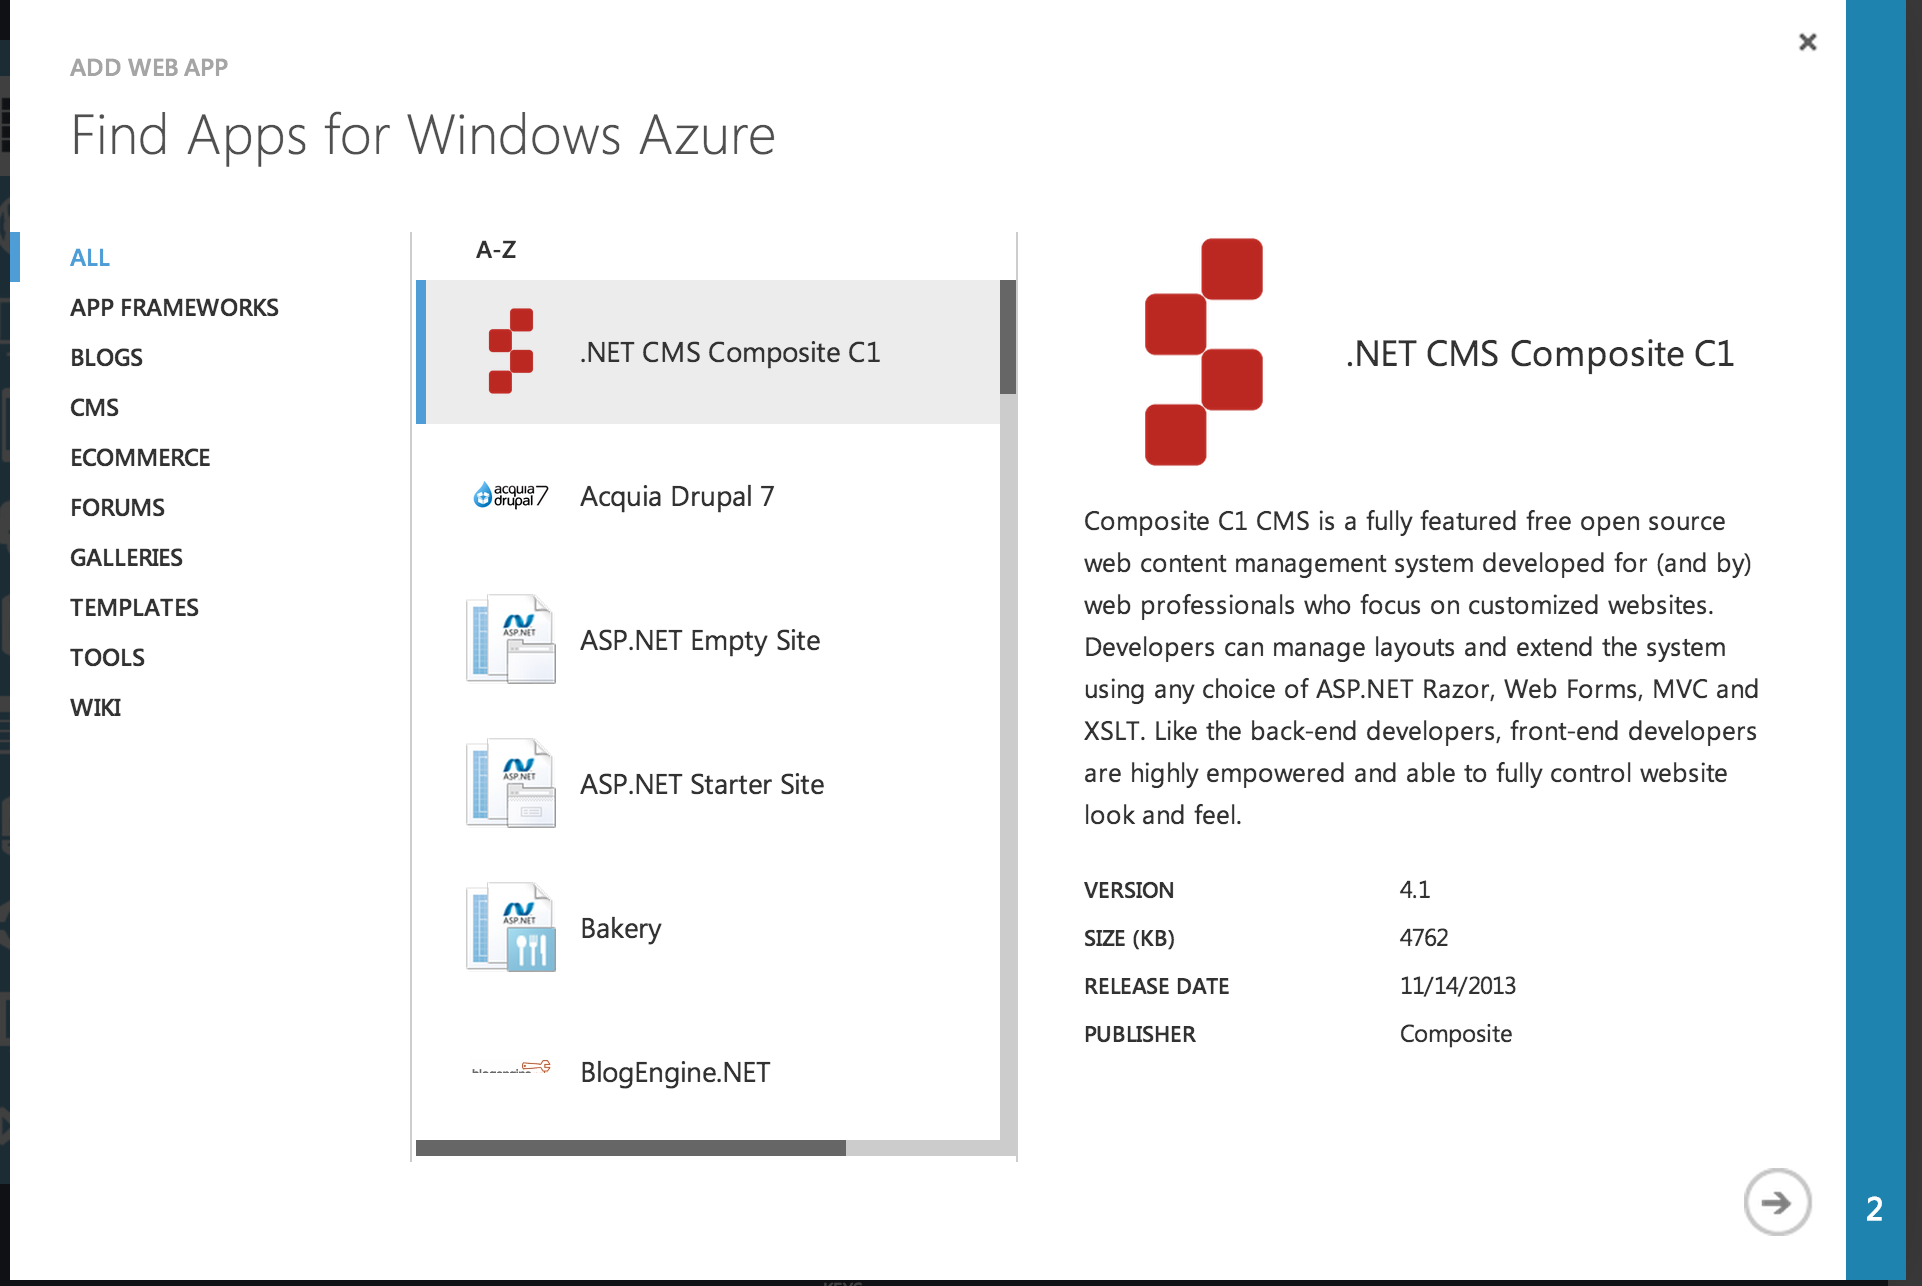 ADD WEB APP
Find Apps for Windows Azure
ALL
APP FRAMEWORKS
BLOGS
CMS
ECOMMERCE
FORUMS
GALLERIES
TEMPLATES
TOOLS
WIKI
A-Z
.NET CMS Composite C1
acquia
drupal 7
Acquia Drupal 7
ASP.NET
ASP.NET Empty Site
ASP.NET
ASP.NET Starter Site
ASP.NET
Bakery
BlogEngine.NET
.NET CMS Composite C1
Composite C1 CMS is a fully featured free open source
web content management system developed for (and by)
web professionals who focus on customized websites.
Developers can manage layouts and extend the system
using any choice of ASP.NET Razor, Web Forms, MVC and
XSLT. Like the back-end developers, front-end developers
are highly empowered and able to fully control website
look and feel.
VERSION 4.1
SIZE (KB) 4762
RELEASE DATE 11/14/2013
PUBLISHER Composite
2